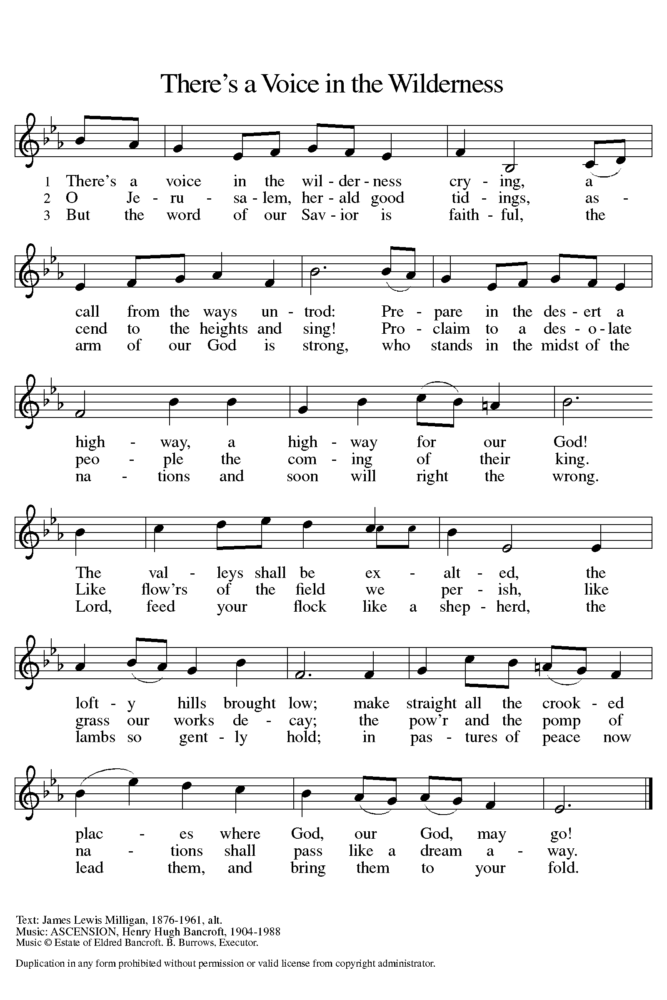 There's a Voice in the Wilderness
1 There's a voice in the wil - der - ness cry - ing, a
2 O Je - ru - sa - lem, her - ald good tid - ings, as -
3 But the word of our Sav - ior is faith - ful, the
call from the ways un - trod: Pre - pare in the des - ert a
cend to the heights and sing! Pro - claim to a des - o - late
arm of our God is strong, who stands in the midst of the
high - way, a high - way for our God!
peo - ple the com - ing of their king.
na - tions and soon will right the wrong.
The val - leys shall be ex - alt - ed, the
Like flow'rs of the field we per - ish, like
Lord, feed your flock like a shep - herd, the
loft - y hills brought low; make straight all the crook - ed
grass our works de - cay; the pow'r and the pomp of
lambs so gent - ly hold; in pas - tures of peace now
plac - es where God, our God, may go!
na - tions shall pass like a dream a - way.
lead them, and bring them to your fold.
Text: James Lewis Milligan, 1876-1961, alt.
Music: ASCENSION, Henry Hugh Bancroft, 1904-1988
Music © Estate of Eldred Bancroft. B. Burrows, Executor.
Duplication in any form prohibited without permission or valid license from copyright administrator.